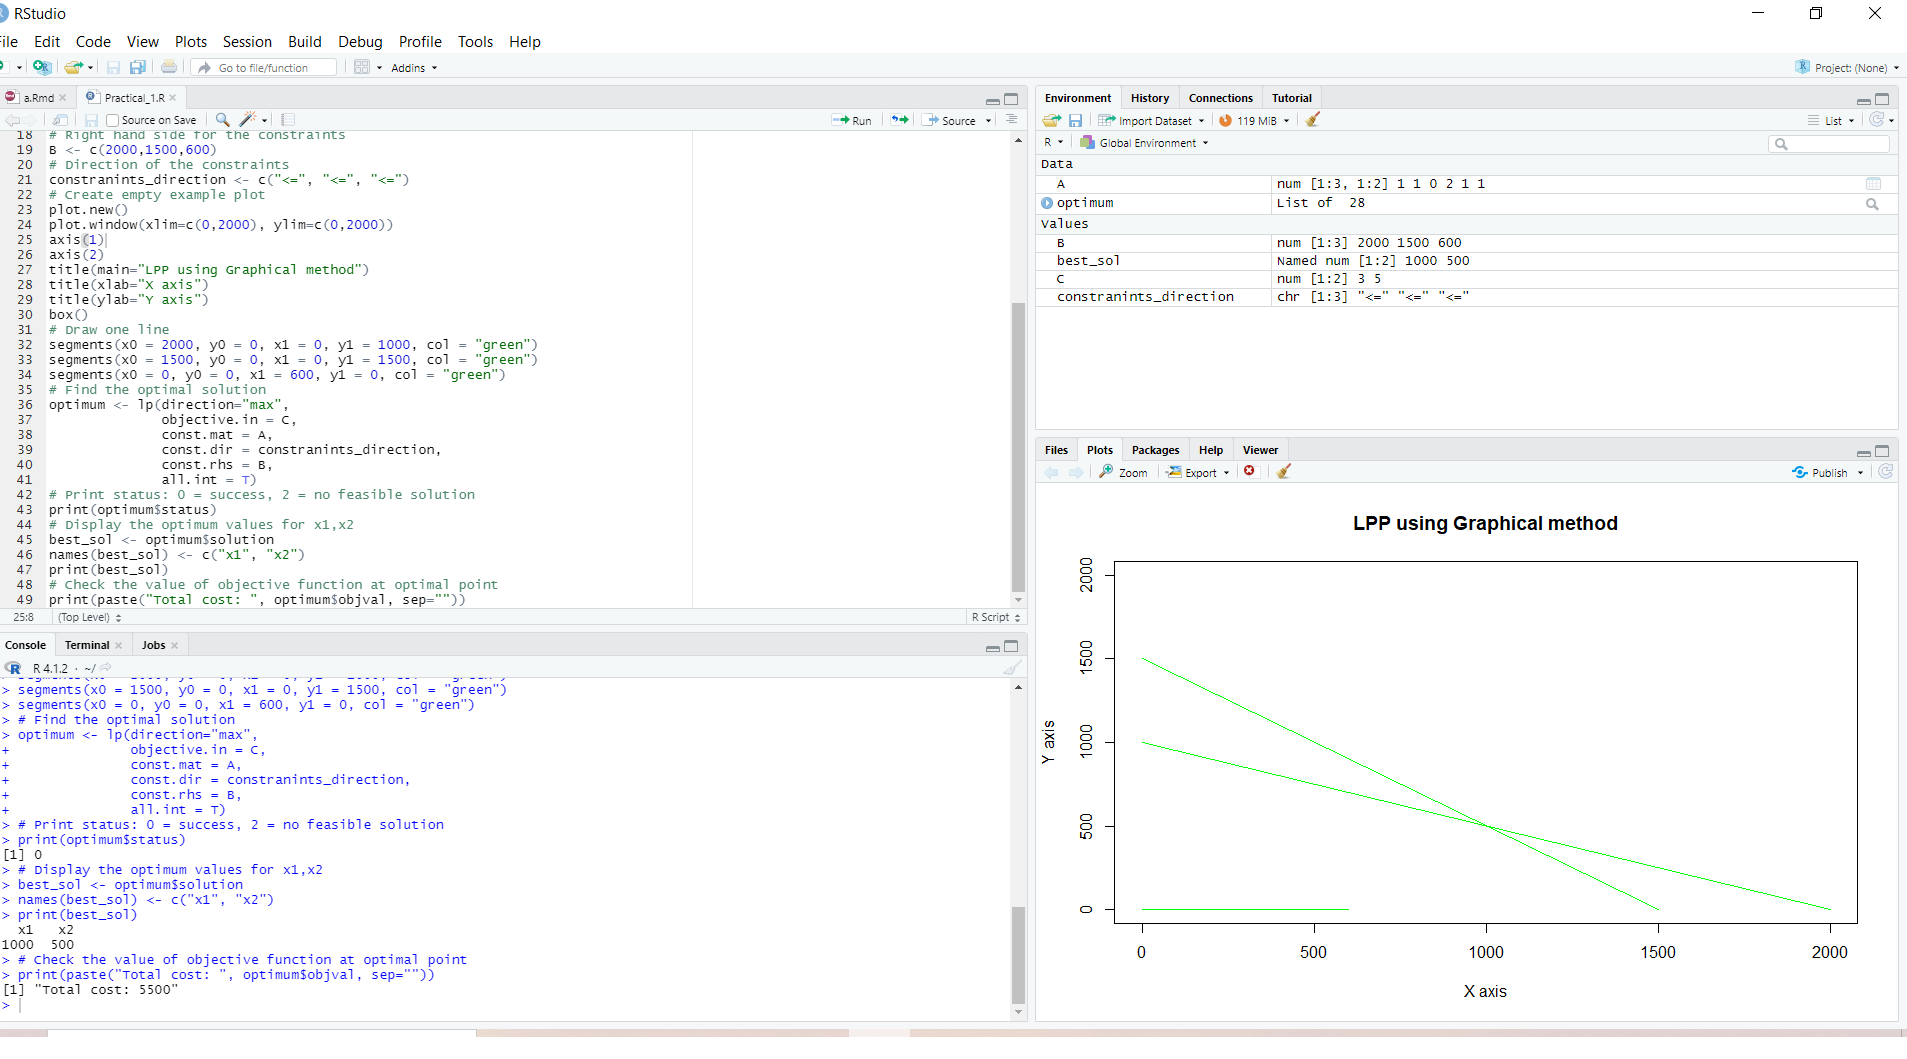 RStudio
File Edit Code View Plots Session Build Debug Profile Tools Help
Go to file/function Addins Project: (None)
a.Rmd Practical_1.R
Source on Save Run Source
18 # Right hand side for the constraints
19 B <- c(2000,1500,600)
20 # Direction of the constraints
21 constranints_direction <- c("<=", "<=", "<=")
22 # Create empty example plot
23 plot.new()
24 plot.window(xlim=c(0,2000), ylim=c(0,2000))
25 axis(1)
26 axis(2)
27 title(main="LPP using Graphical method")
28 title(xlab="X axis")
29 title(ylab="Y axis")
30 box()
31 # Draw one line
32 segments(x0 = 2000, y0 = 0, x1 = 0, y1 = 1000, col = "green")
33 segments(x0 = 1500, y0 = 0, x1 = 0, y1 = 1500, col = "green")
34 segments(x0 = 0, y0 = 0, x1 = 600, y1 = 0, col = "green")
35 # Find the optimal solution
36 optimum <- lp(direction="max",
37 objective.in = C,
38 const.mat = A,
39 const.dir = constranints_direction,
40 const.rhs = B,
41 all.int = T)
42 # Print status: 0 = success, 2 = no feasible solution
43 print(optimum$status)
44 # Display the optimum values for x1,x2
45 best_sol <- optimum$solution
46 names(best_sol) <- c("x1", "x2")
47 print(best_sol)
48 # Check the value of objective function at optimal point
49 print(paste("Total cost: ", optimum$objval, sep=""))
25:8 (Top Level) R Script
Console Terminal Jobs
R 4.1.2 · ~/
> segments(x0 = 1500, y0 = 0, x1 = 0, y1 = 1500, col = "green")
> segments(x0 = 0, y0 = 0, x1 = 600, y1 = 0, col = "green")
> # Find the optimal solution
> optimum <- lp(direction="max",
+ objective.in = C,
+ const.mat = A,
+ const.dir = constranints_direction,
+ const.rhs = B,
+ all.int = T)
> # Print status: 0 = success, 2 = no feasible solution
> print(optimum$status)
[1] 0
> # Display the optimum values for x1,x2
> best_sol <- optimum$solution
> names(best_sol) <- c("x1", "x2")
> print(best_sol)
x1 x2
1000 500
> # Check the value of objective function at optimal point
> print(paste("Total cost: ", optimum$objval, sep=""))
[1] "Total cost: 5500"
>
Environment History Connections Tutorial
Import Dataset 119 MiB List
R Global Environment
Data
A num [1:3, 1:2] 1 1 0 2 1 1
optimum List of 28
Values
B num [1:3] 2000 1500 600
best_sol Named num [1:2] 1000 500
C num [1:2] 3 5
constranints_direction chr [1:3] "<=" "<=" "<="
Files Plots Packages Help Viewer
Zoom Export Publish
LPP using Graphical method
2000
1500
1000
500
0
Y axis
0 500 1000 1500 2000
X axis